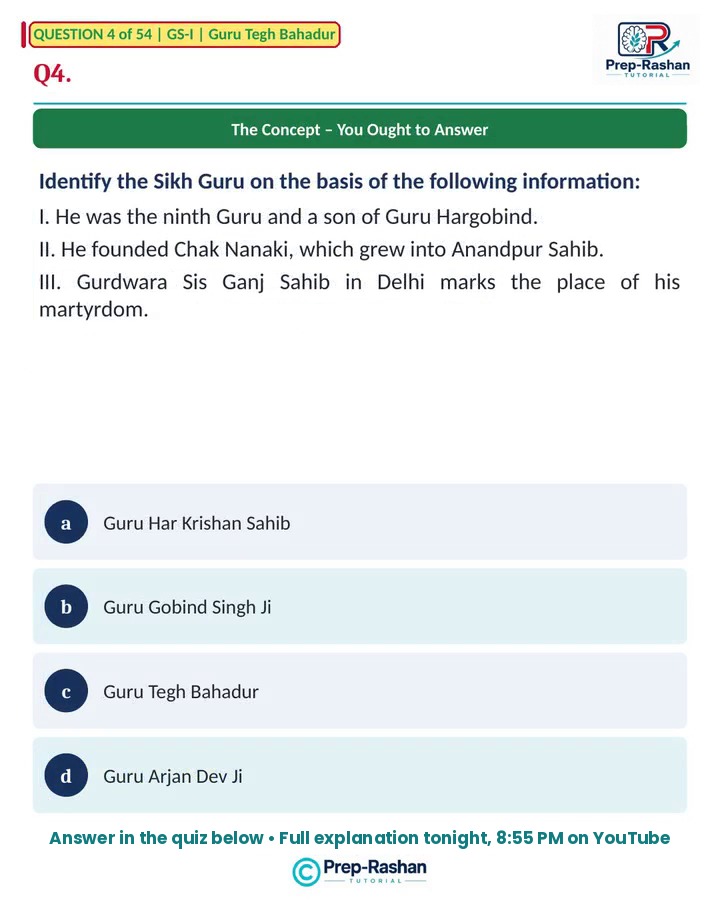 QUESTION 4 of 54 | GS-I | Guru Tegh Bahadur
Prep-Rashan
TUTORIAL
Q4.
The Concept – You Ought to Answer
Identify the Sikh Guru on the basis of the following information:
I. He was the ninth Guru and a son of Guru Hargobind.
II. He founded Chak Nanaki, which grew into Anandpur Sahib.
III. Gurdwara Sis Ganj Sahib in Delhi marks the place of his
martyrdom.
a Guru Har Krishan Sahib
b Guru Gobind Singh Ji
c Guru Tegh Bahadur
d Guru Arjan Dev Ji
Answer in the quiz below • Full explanation tonight, 8:55 PM on YouTube
© Prep-Rashan
TUTORIAL